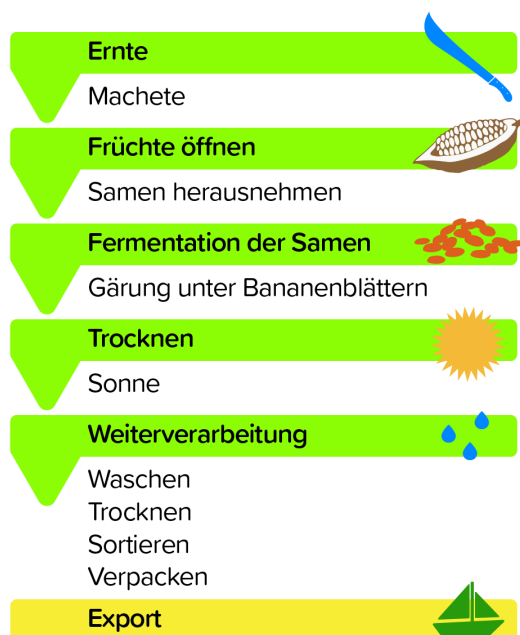 Ernte
Machete
Früchte öffnen
Samen herausnehmen
Fermentation der Samen
Gärung unter Bananenblättern
Trocknen
Sonne
Weiterverarbeitung
Waschen
Trocknen
Sortieren
Verpacken
Export